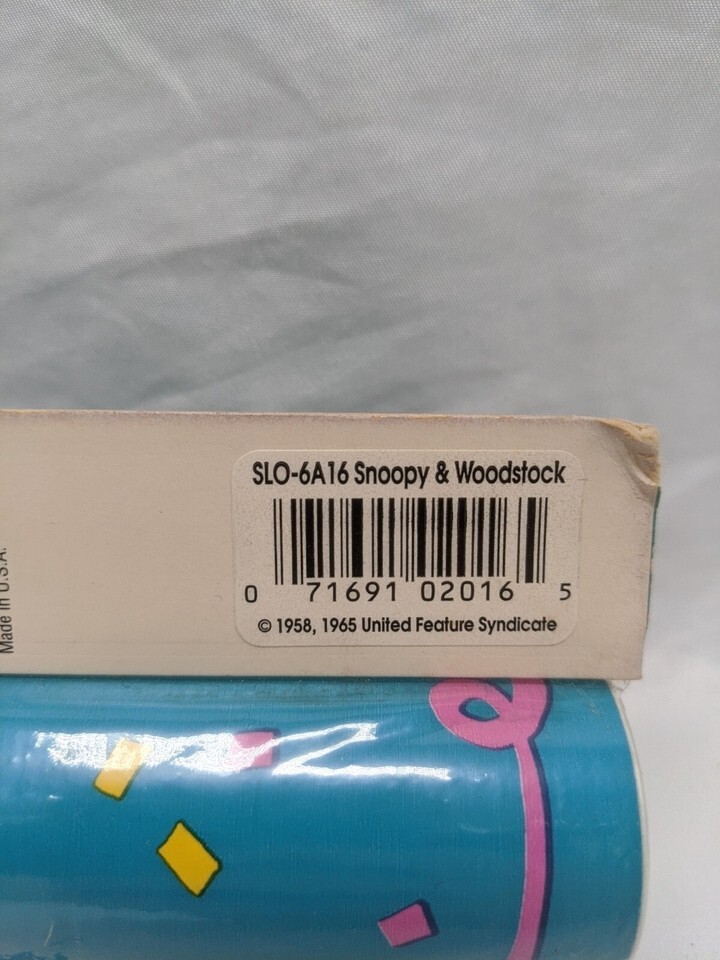 SLO-6A16 Snoopy & Woodstock
0 71691 02016 5
© 1958, 1965 United Feature Syndicate
Made in U.S.A.